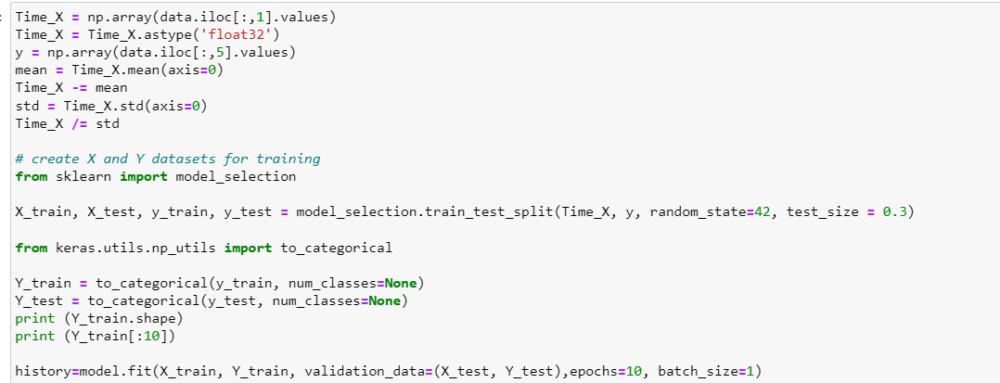 Time_X = np.array(data.iloc[:,1].values)
Time_X = Time_X.astype('float32')
y = np.array(data.iloc[:,5].values)
mean = Time_X.mean(axis=0)
Time_X -= mean
std = Time_X.std(axis=0)
Time_X /= std
# create X and Y datasets for training
from sklearn import model_selection
X_train, X_test, y_train, y_test = model_selection.train_test_split(Time_X, y, random_state=42, test_size = 0.3)
from keras.utils.np_utils import to_categorical
Y_train = to_categorical(y_train, num_classes=None)
Y_test = to_categorical(y_test, num_classes=None)
print (Y_train.shape)
print (Y_train[:10])
history=model.fit(X_train, Y_train, validation_data=(X_test, Y_test),epochs=10, batch_size=1)